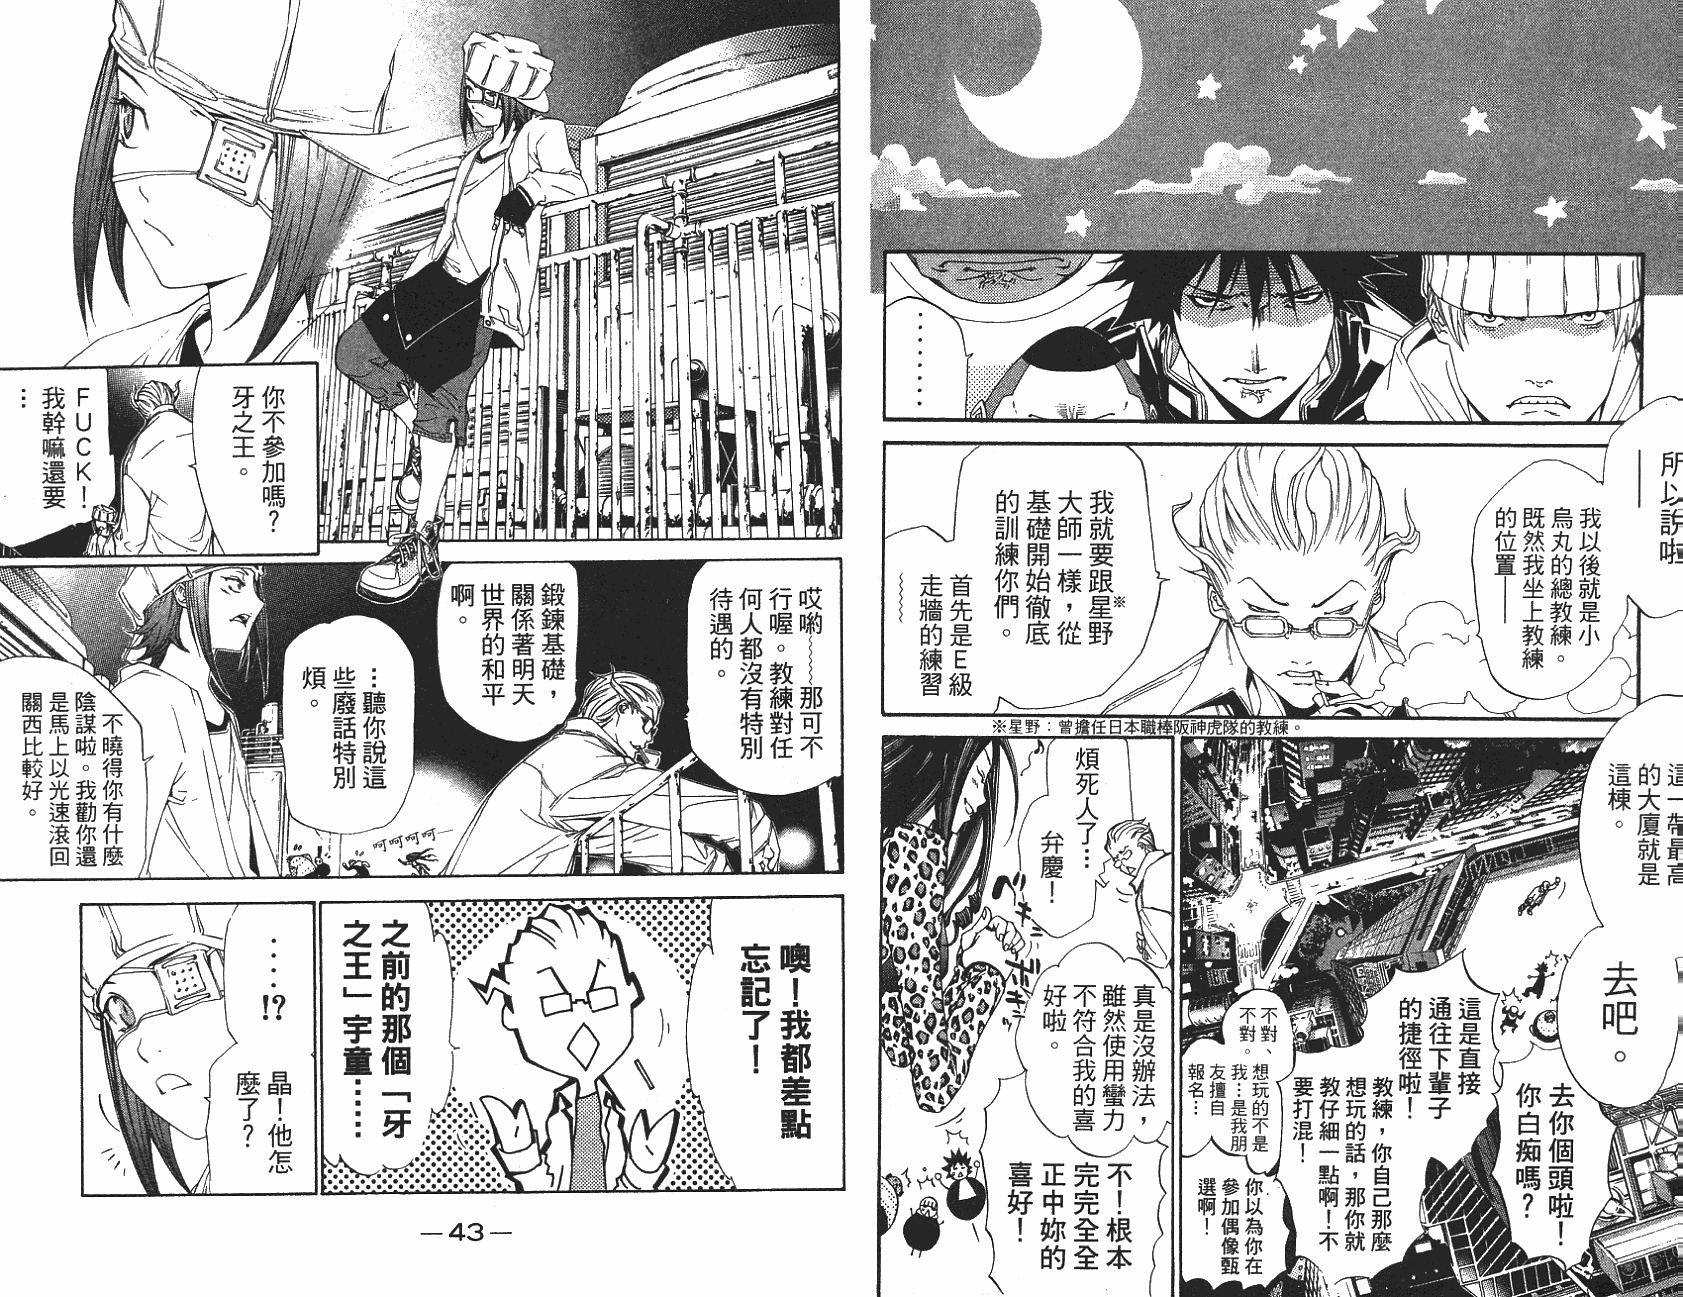 ………
所以說啦
——
我以後就是小
烏丸的總教練。
既然我坐上教練
的位置——
我就要跟星野※
大師一樣，從
基礎開始徹底
的訓練你們。
首先是E級
走牆的練習
~~~
※星野：曾擔任日本職棒阪神虎隊的教練。
這一帶最高
的大廈就是
這棟。
去吧。
去你個頭啦！
你白痴嗎？
這是直接
通往下輩子
的捷徑啦！
教練，你自己那麼
想玩的話，那你就
教仔細一點啊！不
要打混！
不對、
不對。
想玩的不是
我…是我朋
友擅自
報名…
你以為你在
參加偶像甄
選啊！
煩死人了…
弁慶！
真是沒辦法，
雖然使用蠻力
不符合我的喜
好啦。
不！根本
完完全全
正中妳的
喜好！
你不參加嗎？
牙之王。
FUCK！
我幹嘛還要
…
哎喲~~~那可不
行喔。教練對任
何人都沒有特別
待遇的。
鍛鍊基礎，
關係著明天
世界的和平
啊。
…聽你說這
些廢話特別
煩。
呵呵呵呵
不曉得你有什麼
陰謀啦。我勸你還
是馬上以光速滾回
關西比較好。
噢！我都差點
忘記了！
之前的那個「牙
之王」宇童……
……!?
晶！他怎
麼了？
—43—